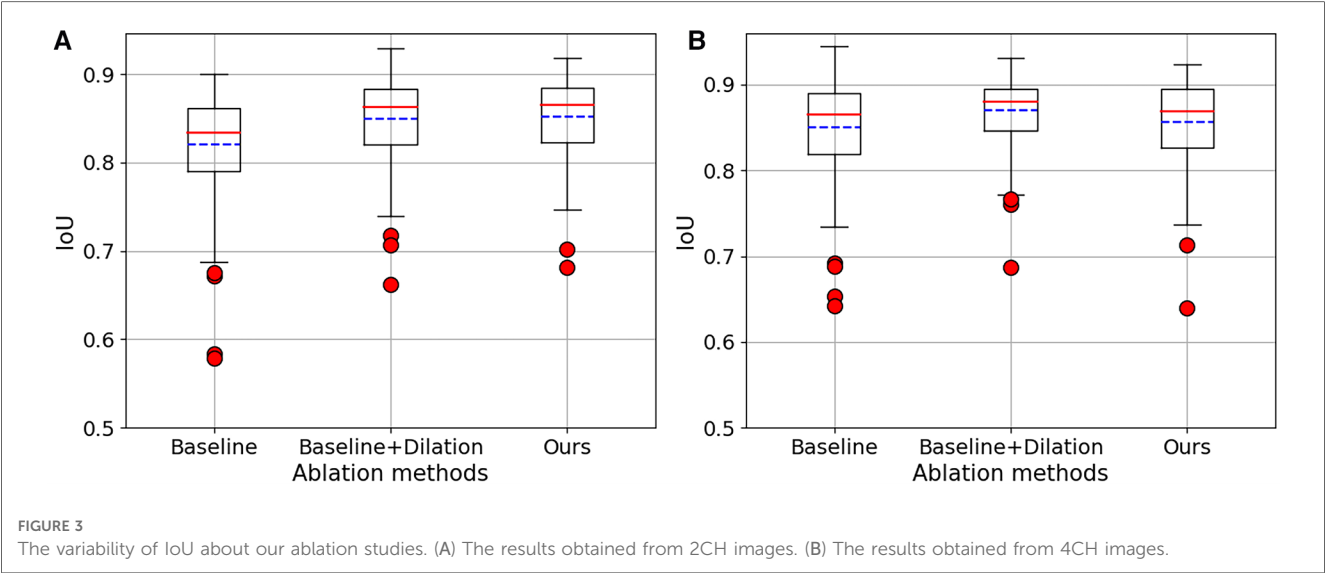 A
0.9
0.8
0.7
0.6
0.5
IoU
Baseline
Baseline+Dilation
Ours
Ablation methods
B
0.9
0.8
0.7
0.6
0.5
IoU
Baseline
Baseline+Dilation
Ours
Ablation methods
FIGURE 3
The variability of IoU about our ablation studies. (A) The results obtained from 2CH images. (B) The results obtained from 4CH images.